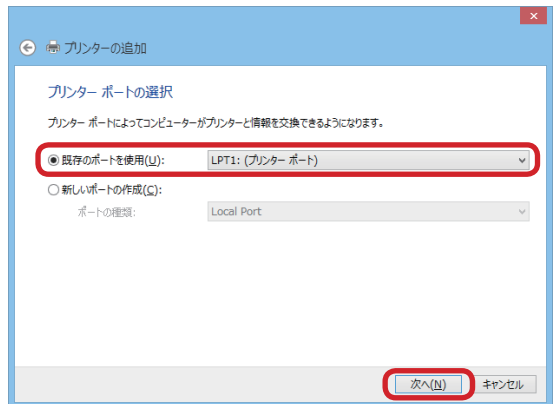 プリンターの追加
プリンター ポートの選択
プリンター ポートによってコンピューターがプリンターと情報を交換できるようになります。
既存のポートを使用(U): LPT1: (プリンター ポート)
新しいポートの作成(C):
ポートの種類: Local Port
次へ(N) キャンセル